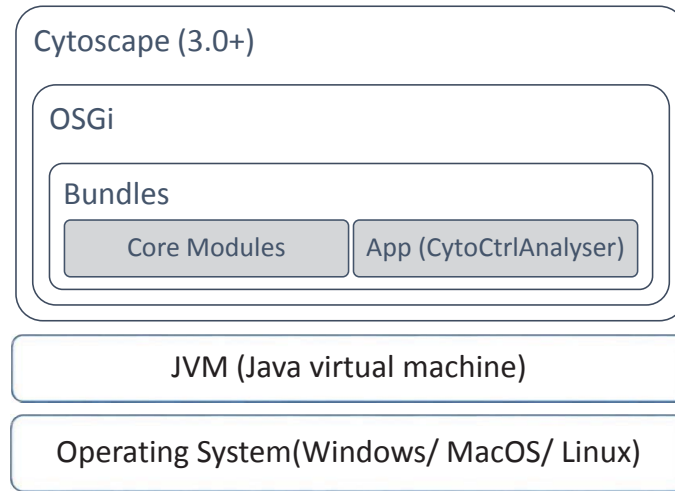 Cytoscape (3.0+)
OSGi
Bundles
Core Modules
App (CytoCtrlAnalyser)
JVM (Java virtual machine)
Operating System(Windows/ MacOS/ Linux)